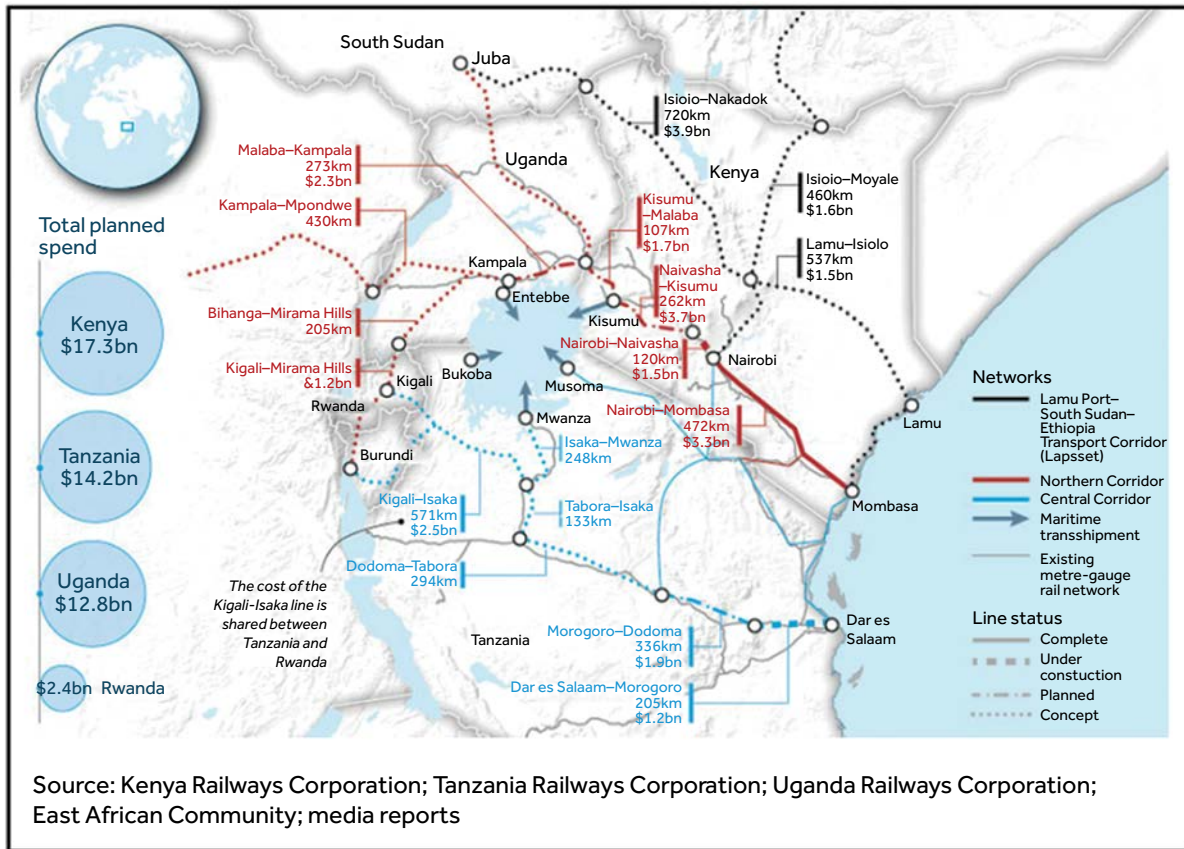 South Sudan
Juba
Isioio–Nakadok
720km
$3.9bn
Malaba–Kampala
273km
$2.3bn
Uganda
Kenya
Kampala–Mpondwe
430km
Kisumu
–Malaba
107km
$1.7bn
Isioio–Moyale
460km
$1.6bn
Total planned
spend
Lamu–Isiolo
537km
$1.5bn
Kampala
Naivasha
–Kisumu
262km
$3.7bn
Entebbe
Kisumu
Kenya
$17.3bn
Bihanga–Mirama Hills
205km
Nairobi–Naivasha
120km
$1.5bn
Nairobi
Kigali–Mirama Hills
&1.2bn
Kigali
Bukoba
Musoma
Rwanda
Mwanza
Nairobi–Mombasa
472km
$3.3bn
Lamu
Tanzania
$14.2bn
Burundi
Isaka–Mwanza
248km
Mombasa
Kigali–Isaka
571km
$2.5bn
Tabora–Isaka
133km
Dodoma–Tabora
294km
Uganda
$12.8bn
The cost of the
Kigali-Isaka line is
shared between
Tanzania and
Rwanda
Tanzania
Morogoro–Dodoma
336km
$1.9bn
Dar es
Salaam
Dar es Salaam–Morogoro
205km
$1.2bn
$2.4bn Rwanda
Networks
Lamu Port–
South Sudan–
Ethiopia
Transport Corridor
(Lapsset)
Northern Corridor
Central Corridor
Maritime
transshipment
Existing
metre-gauge
rail network
Line status
Complete
Under
constuction
Planned
Concept
Source: Kenya Railways Corporation; Tanzania Railways Corporation; Uganda Railways Corporation;
East African Community; media reports